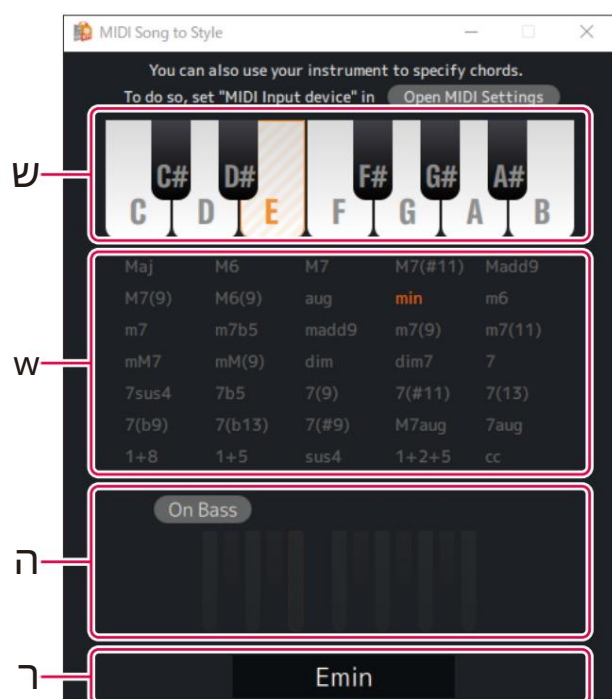 MIDI Song to Style
You can also use your instrument to specify chords.
To do so, set "MIDI Input device" in Open MIDI Settings
ש
C# D# F# G# A#
C D E F G A B
w
Maj M6 M7 M7(#11) Madd9
M7(9) M6(9) aug min m6
m7 m7b5 madd9 m7(9) m7(11)
mM7 mM(9) dim dim7 7
7sus4 7b5 7(9) 7(#11) 7(13)
7(b9) 7(b13) 7(#9) M7aug 7aug
1+8 1+5 sus4 1+2+5 cc
ה
On Bass
ר
Emin